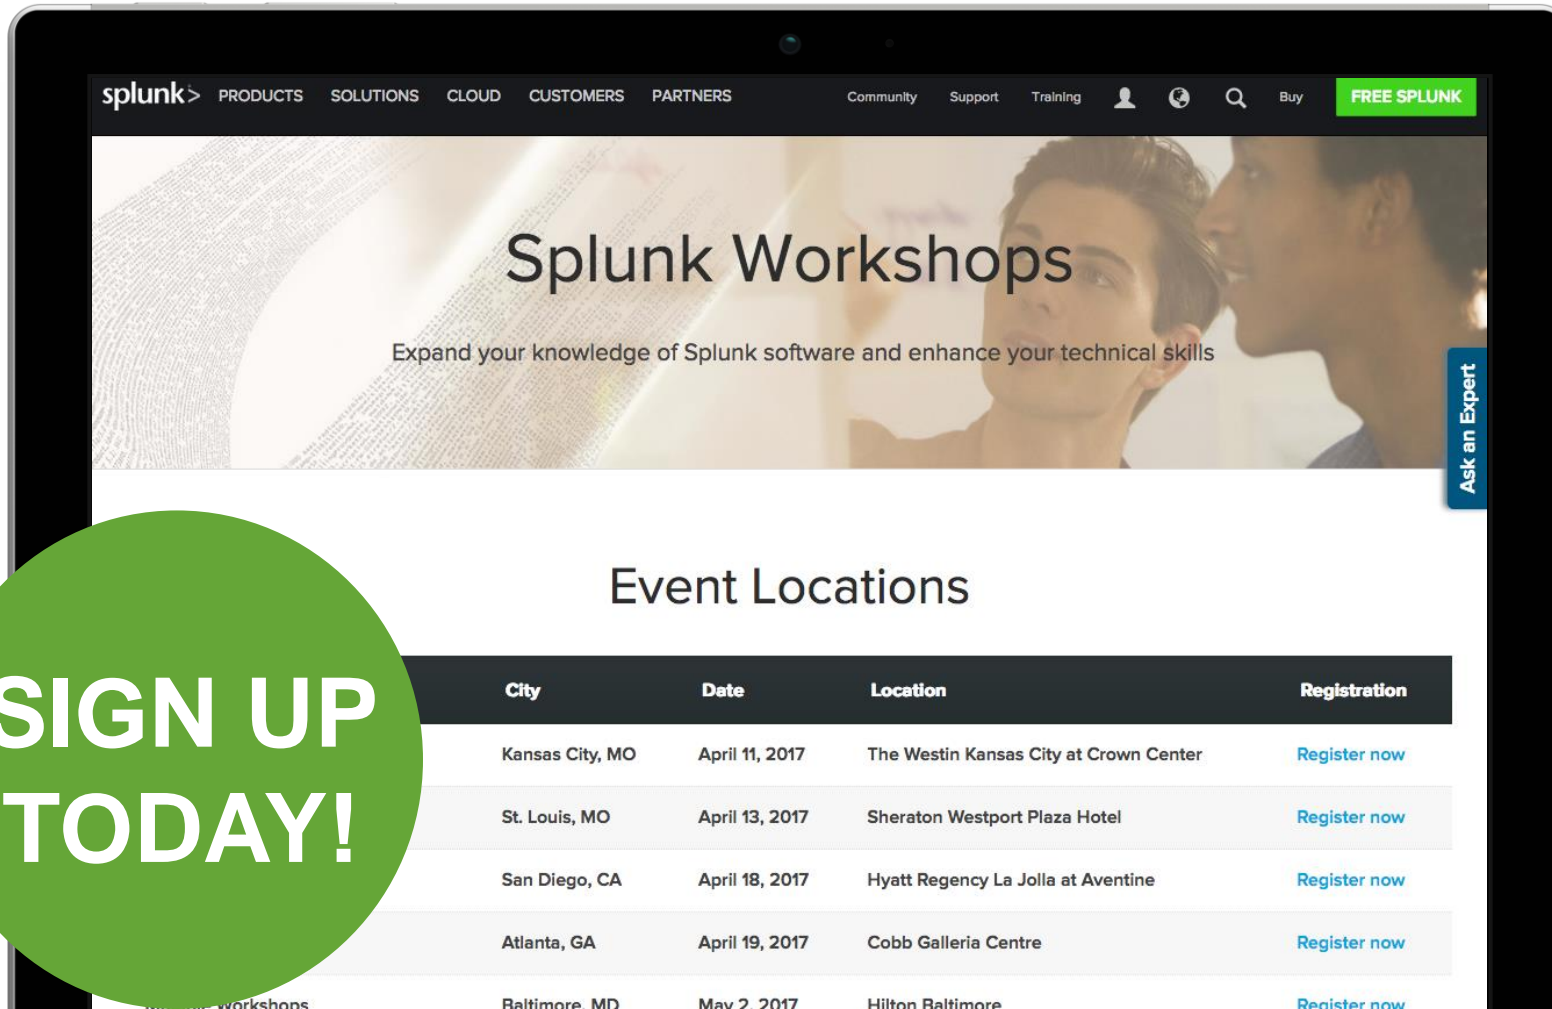 splunk> PRODUCTS SOLUTIONS CLOUD CUSTOMERS PARTNERS Community Support Training Buy FREE SPLUNK
Splunk Workshops
Expand your knowledge of Splunk software and enhance your technical skills
Ask an Expert
Event Locations
SIGN UP
TODAY!
City Date Location Registration
Kansas City, MO April 11, 2017 The Westin Kansas City at Crown Center Register now
St. Louis, MO April 13, 2017 Sheraton Westport Plaza Hotel Register now
San Diego, CA April 18, 2017 Hyatt Regency La Jolla at Aventine Register now
Atlanta, GA April 19, 2017 Cobb Galleria Centre Register now
Workshops Baltimore, MD May 2, 2017 Hilton Baltimore Register now